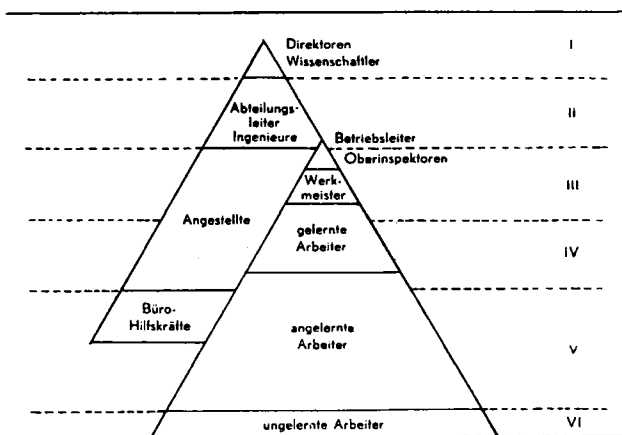 Direktoren
Wissenschaftler
I
Abteilungs-
leiter
Ingenieure
II
Betriebsleiter
Oberinspektoren
Werk-
meister
III
Angestellte
gelernte
Arbeiter
IV
Büro-
Hilfskräfte
angelernte
Arbeiter
V
ungelernte Arbeiter
VI